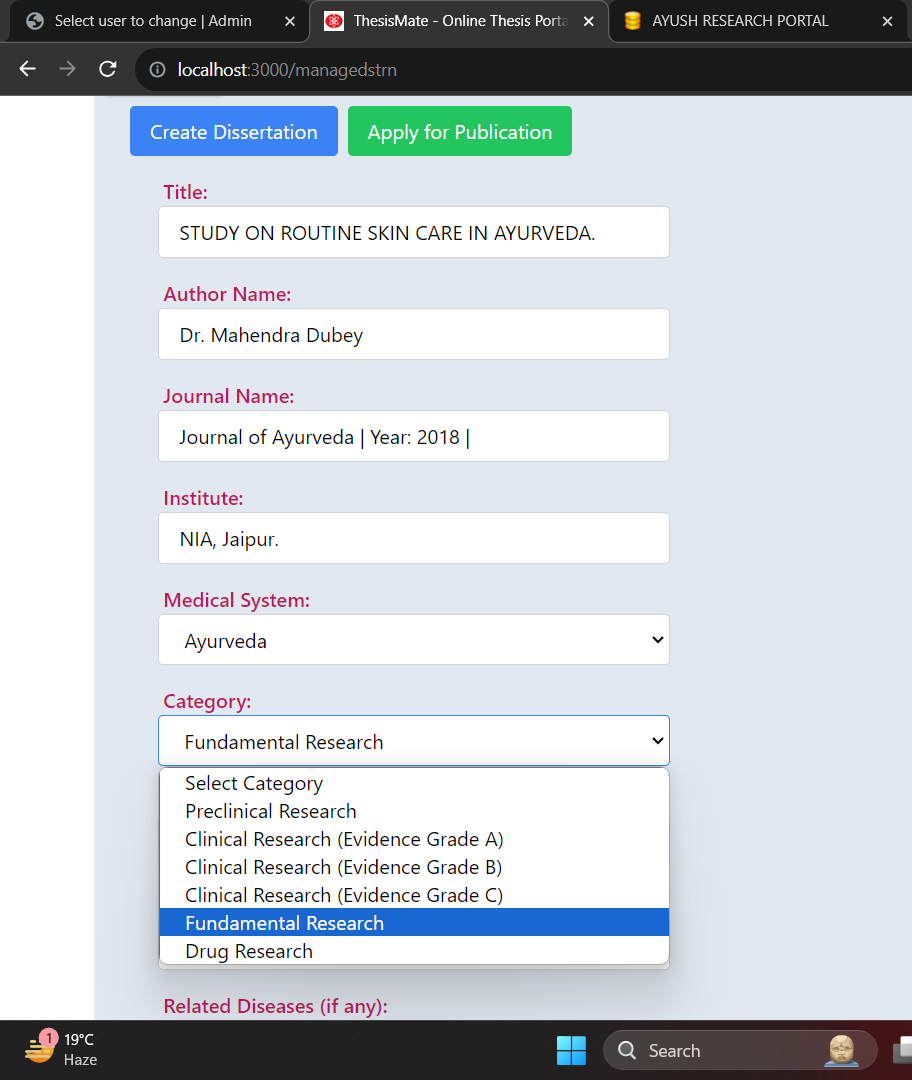 Select user to change | Admin
ThesisMate - Online Thesis Porta
AYUSH RESEARCH PORTAL
localhost:3000/managedstrn
Create Dissertation
Apply for Publication
Title:
STUDY ON ROUTINE SKIN CARE IN AYURVEDA.
Author Name:
Dr. Mahendra Dubey
Journal Name:
Journal of Ayurveda | Year: 2018 |
Institute:
NIA, Jaipur.
Medical System:
Ayurveda
Category:
Fundamental Research
Select Category
Preclinical Research
Clinical Research (Evidence Grade A)
Clinical Research (Evidence Grade B)
Clinical Research (Evidence Grade C)
Fundamental Research
Drug Research
Related Diseases (if any):
1
19°C
Haze
Search